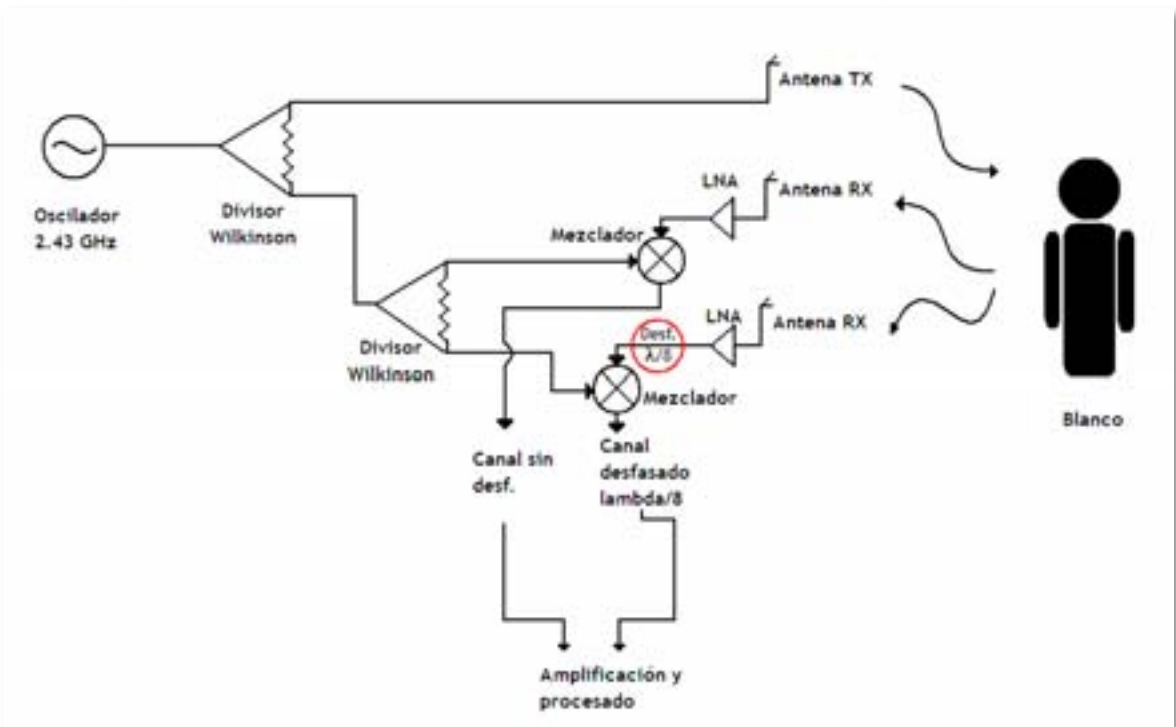 Antena TX
LNA
Antena RX
Oscilador
2.43 GHz
Divisor
Wilkinson
Mezclador
LNA
Antena RX
Desf.
λ/8
Divisor
Wilkinson
Mezclador
Blanco
Canal sin
desf.
Canal
desfasado
lambda/8
Amplificación y
procesado